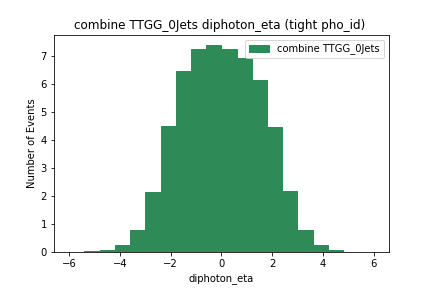 combine TTGG_0Jets diphoton_eta (tight pho_id)
combine TTGG_0Jets
Number of Events
7
6
5
4
3
2
1
0
−6 −4 −2 0 2 4 6
diphoton_eta